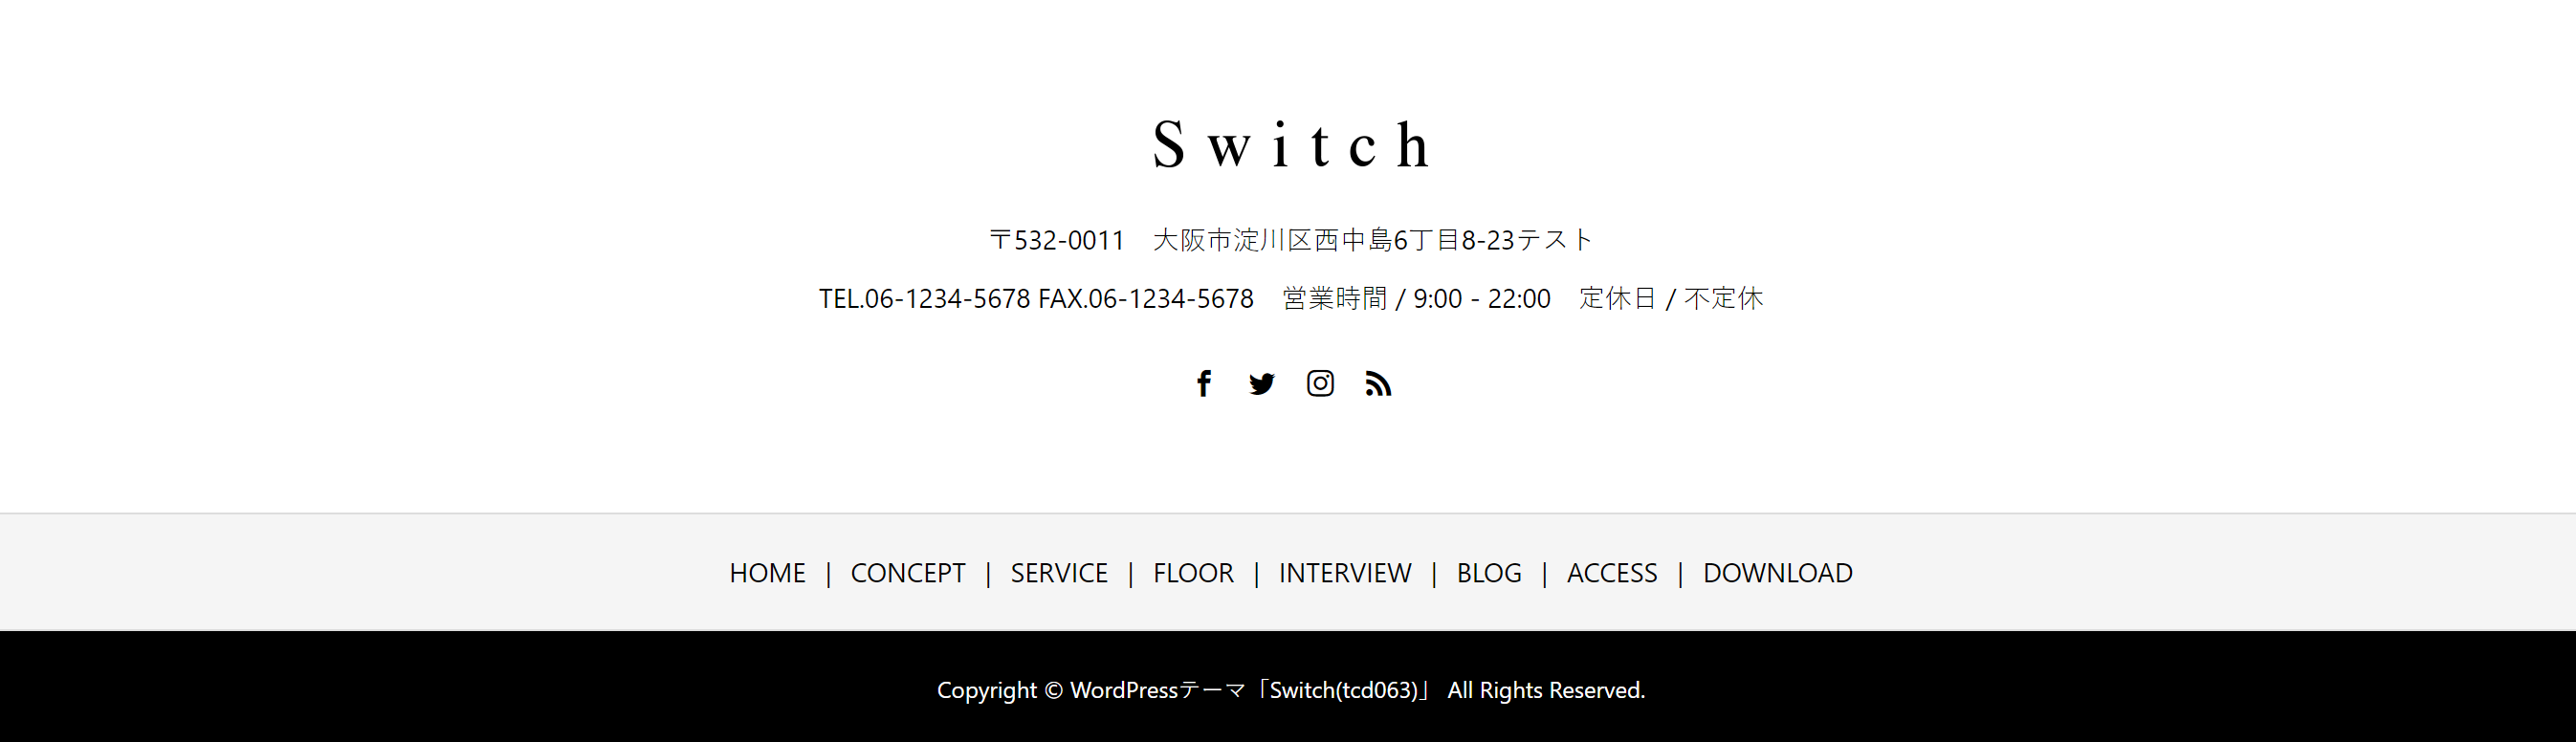 Switch
〒532-0011　大阪市淀川区西中島6丁目8-23テスト
TEL.06-1234-5678 FAX.06-1234-5678　営業時間 / 9:00 - 22:00　定休日 / 不定休
HOME | CONCEPT | SERVICE | FLOOR | INTERVIEW | BLOG | ACCESS | DOWNLOAD
Copyright © WordPressテーマ「Switch(tcd063)」 All Rights Reserved.